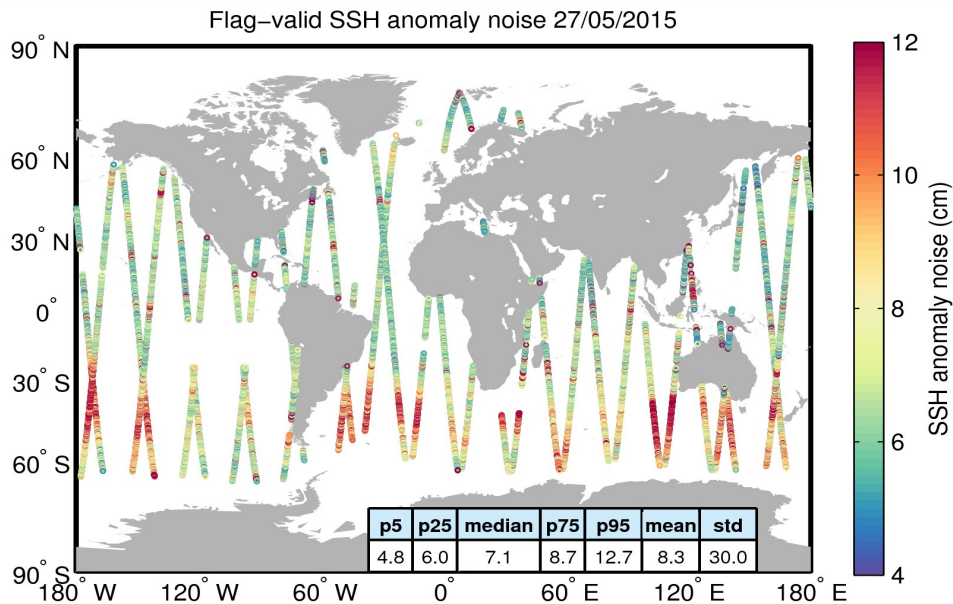 Flag−valid SSH anomaly noise 27/05/2015
90° N
60° N
30° N
0°
30° S
60° S
90° S
180° W
120° W
60° W
0°
60° E
120° E
180° E
p5 p25 median p75 p95 mean std
4.8 6.0 7.1 8.7 12.7 8.3 30.0
12
10
8
6
4
SSH anomaly noise (cm)